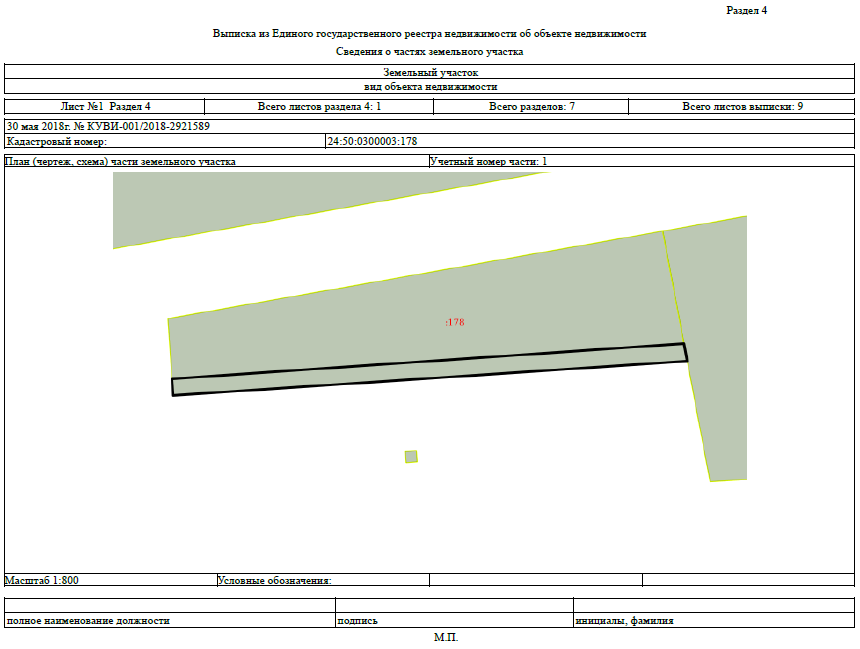 Раздел 4
Выписка из Единого государственного реестра недвижимости об объекте недвижимости
Сведения о частях земельного участка
Земельный участок
вид объекта недвижимости
Лист №1 Раздел 4 Всего листов раздела 4: 1 Всего разделов: 7 Всего листов выписки: 9
30 мая 2018г. № КУВИ-001/2018-2921589
Кадастровый номер: 24:50:0300003:178
План (чертеж, схема) части земельного участка Учетный номер части: 1
:178
Масштаб 1:800 Условные обозначения:
полное наименование должности подпись инициалы, фамилия
М.П.